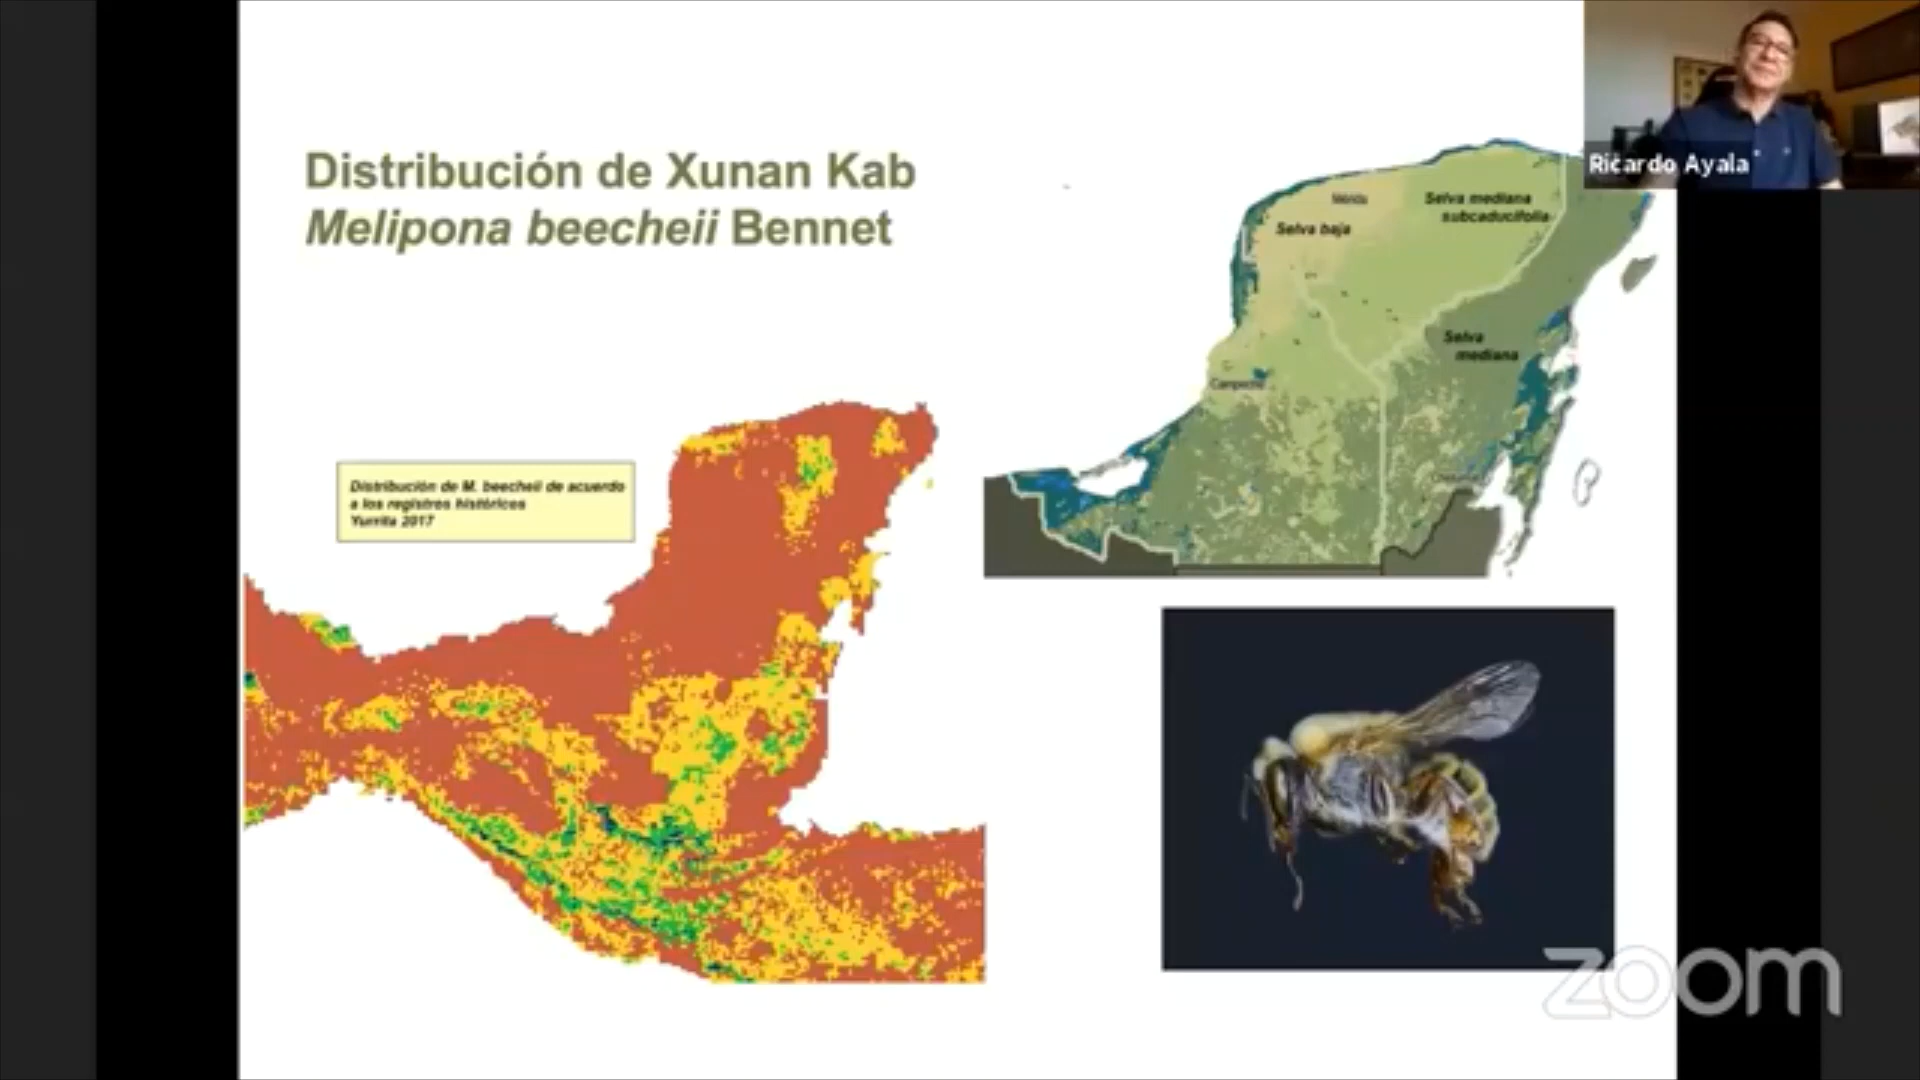 Distribución de Xunan Kab
Melipona beecheii Bennet
Distribución de M. beecheii de acuerdo
a los registros históricos
Yurrita 2017
Mérida
Selva mediana
subcaducifolia
Selva baja
Selva
mediana
Campeche
Ricardo Ayala
zoom